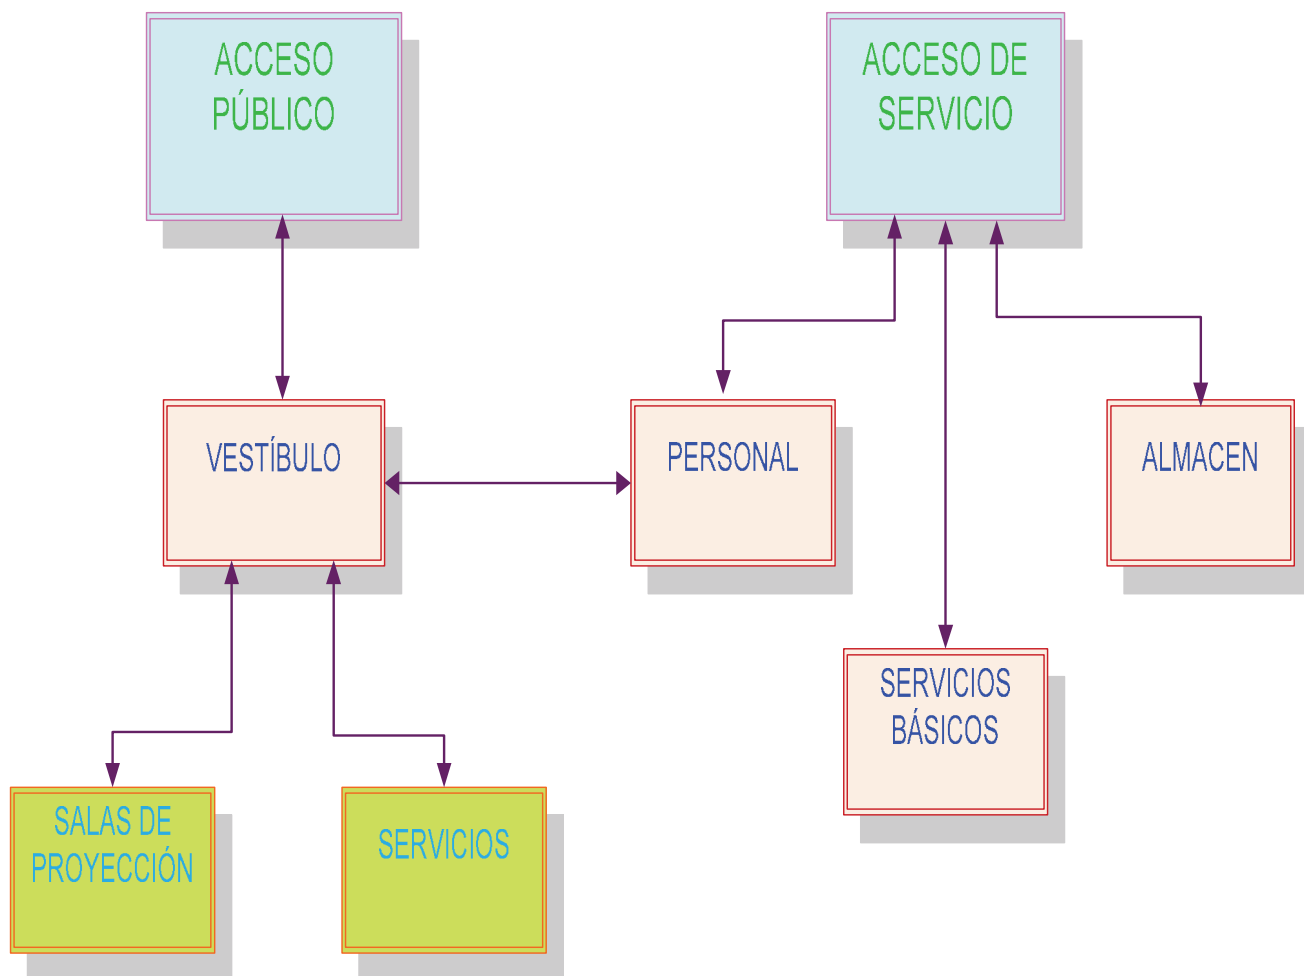 ACCESO
PÚBLICO
ACCESO DE
SERVICIO
VESTÍBULO
PERSONAL
ALMACEN
SERVICIOS
BÁSICOS
SALAS DE
PROYECCIÓN
SERVICIOS